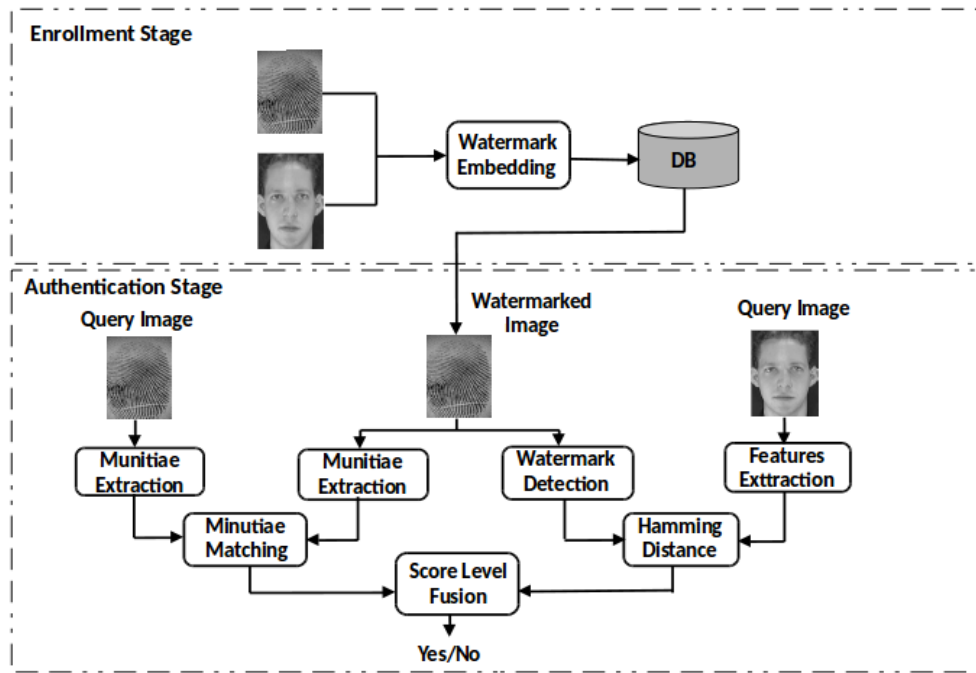 Enrollment Stage
Watermark
Embedding
DB
Authentication Stage
Query Image
Watermarked
Image
Query Image
Munitiae
Extraction
Munitiae
Extraction
Watermark
Detection
Features
Exttraction
Minutiae
Matching
Hamming
Distance
Score Level
Fusion
Yes/No